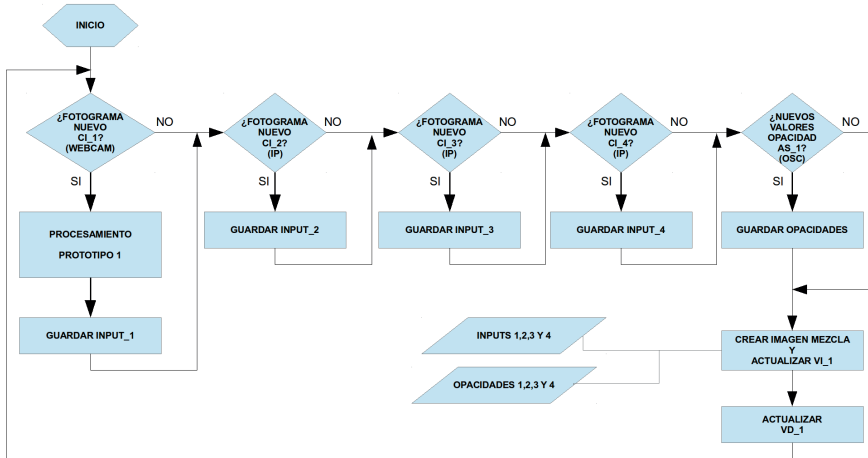 INICIO
¿FOTOGRAMA
NUEVO
CI_1?
(WEBCAM)
NO
SI
PROCESAMIENTO
PROTOTIPO 1
GUARDAR INPUT_1
¿FOTOGRAMA
NUEVO
CI_2?
(IP)
NO
SI
GUARDAR INPUT_2
¿FOTOGRAMA
NUEVO
CI_3?
(IP)
NO
SI
GUARDAR INPUT_3
¿FOTOGRAMA
NUEVO
CI_4?
(IP)
NO
SI
GUARDAR INPUT_4
¿NUEVOS
VALORES
OPACIDAD
AS_1?
(OSC)
NO
SI
GUARDAR OPACIDADES
INPUTS 1,2,3 Y 4
OPACIDADES 1,2,3 Y 4
CREAR IMAGEN MEZCLA
Y
ACTUALIZAR VI_1
ACTUALIZAR
VD_1